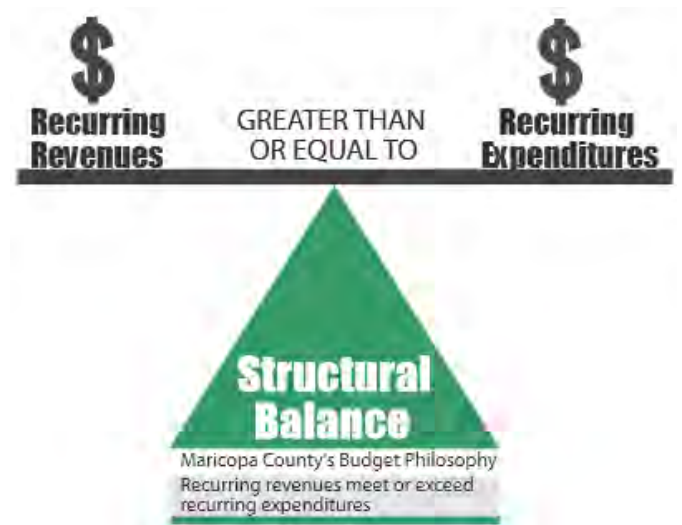 $
Recurring
Revenues
GREATER THAN
OR EQUAL TO
$
Recurring
Expenditures
Structural
Balance
Maricopa County's Budget Philosophy
Recurring revenues meet or exceed
recurring expenditures